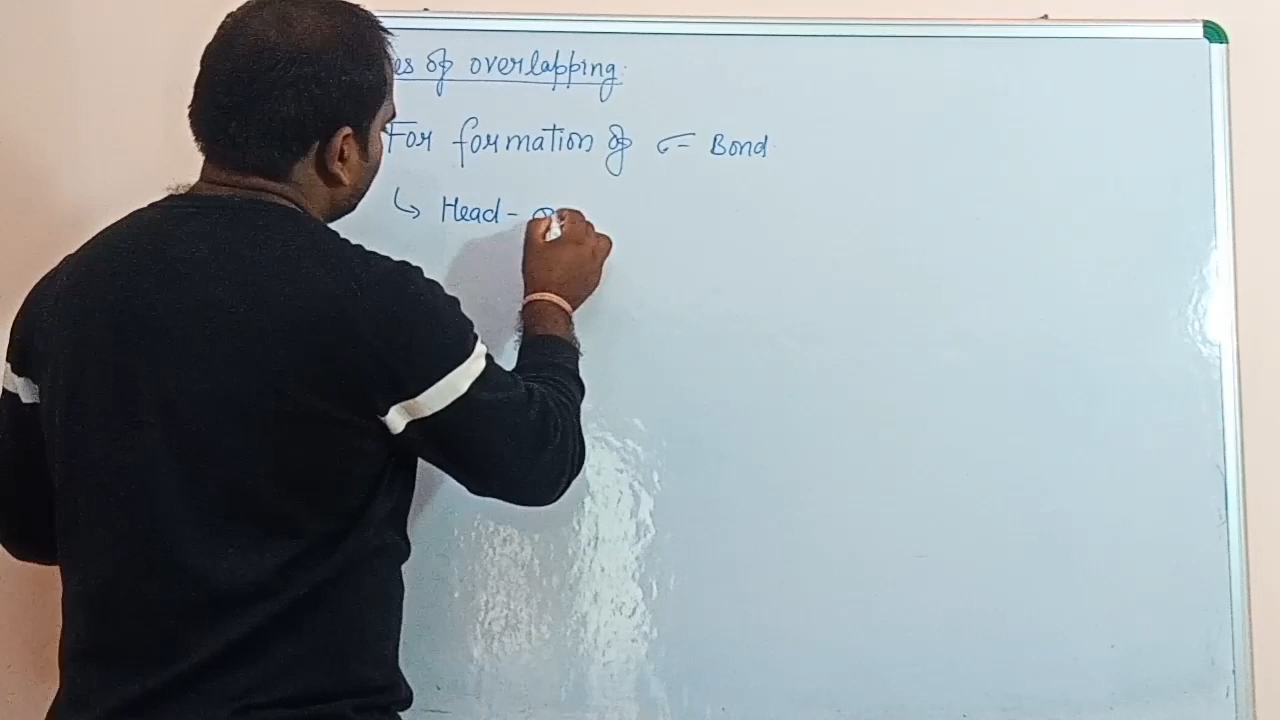 es of overlapping
For formation of σ - Bond
↳ Head -